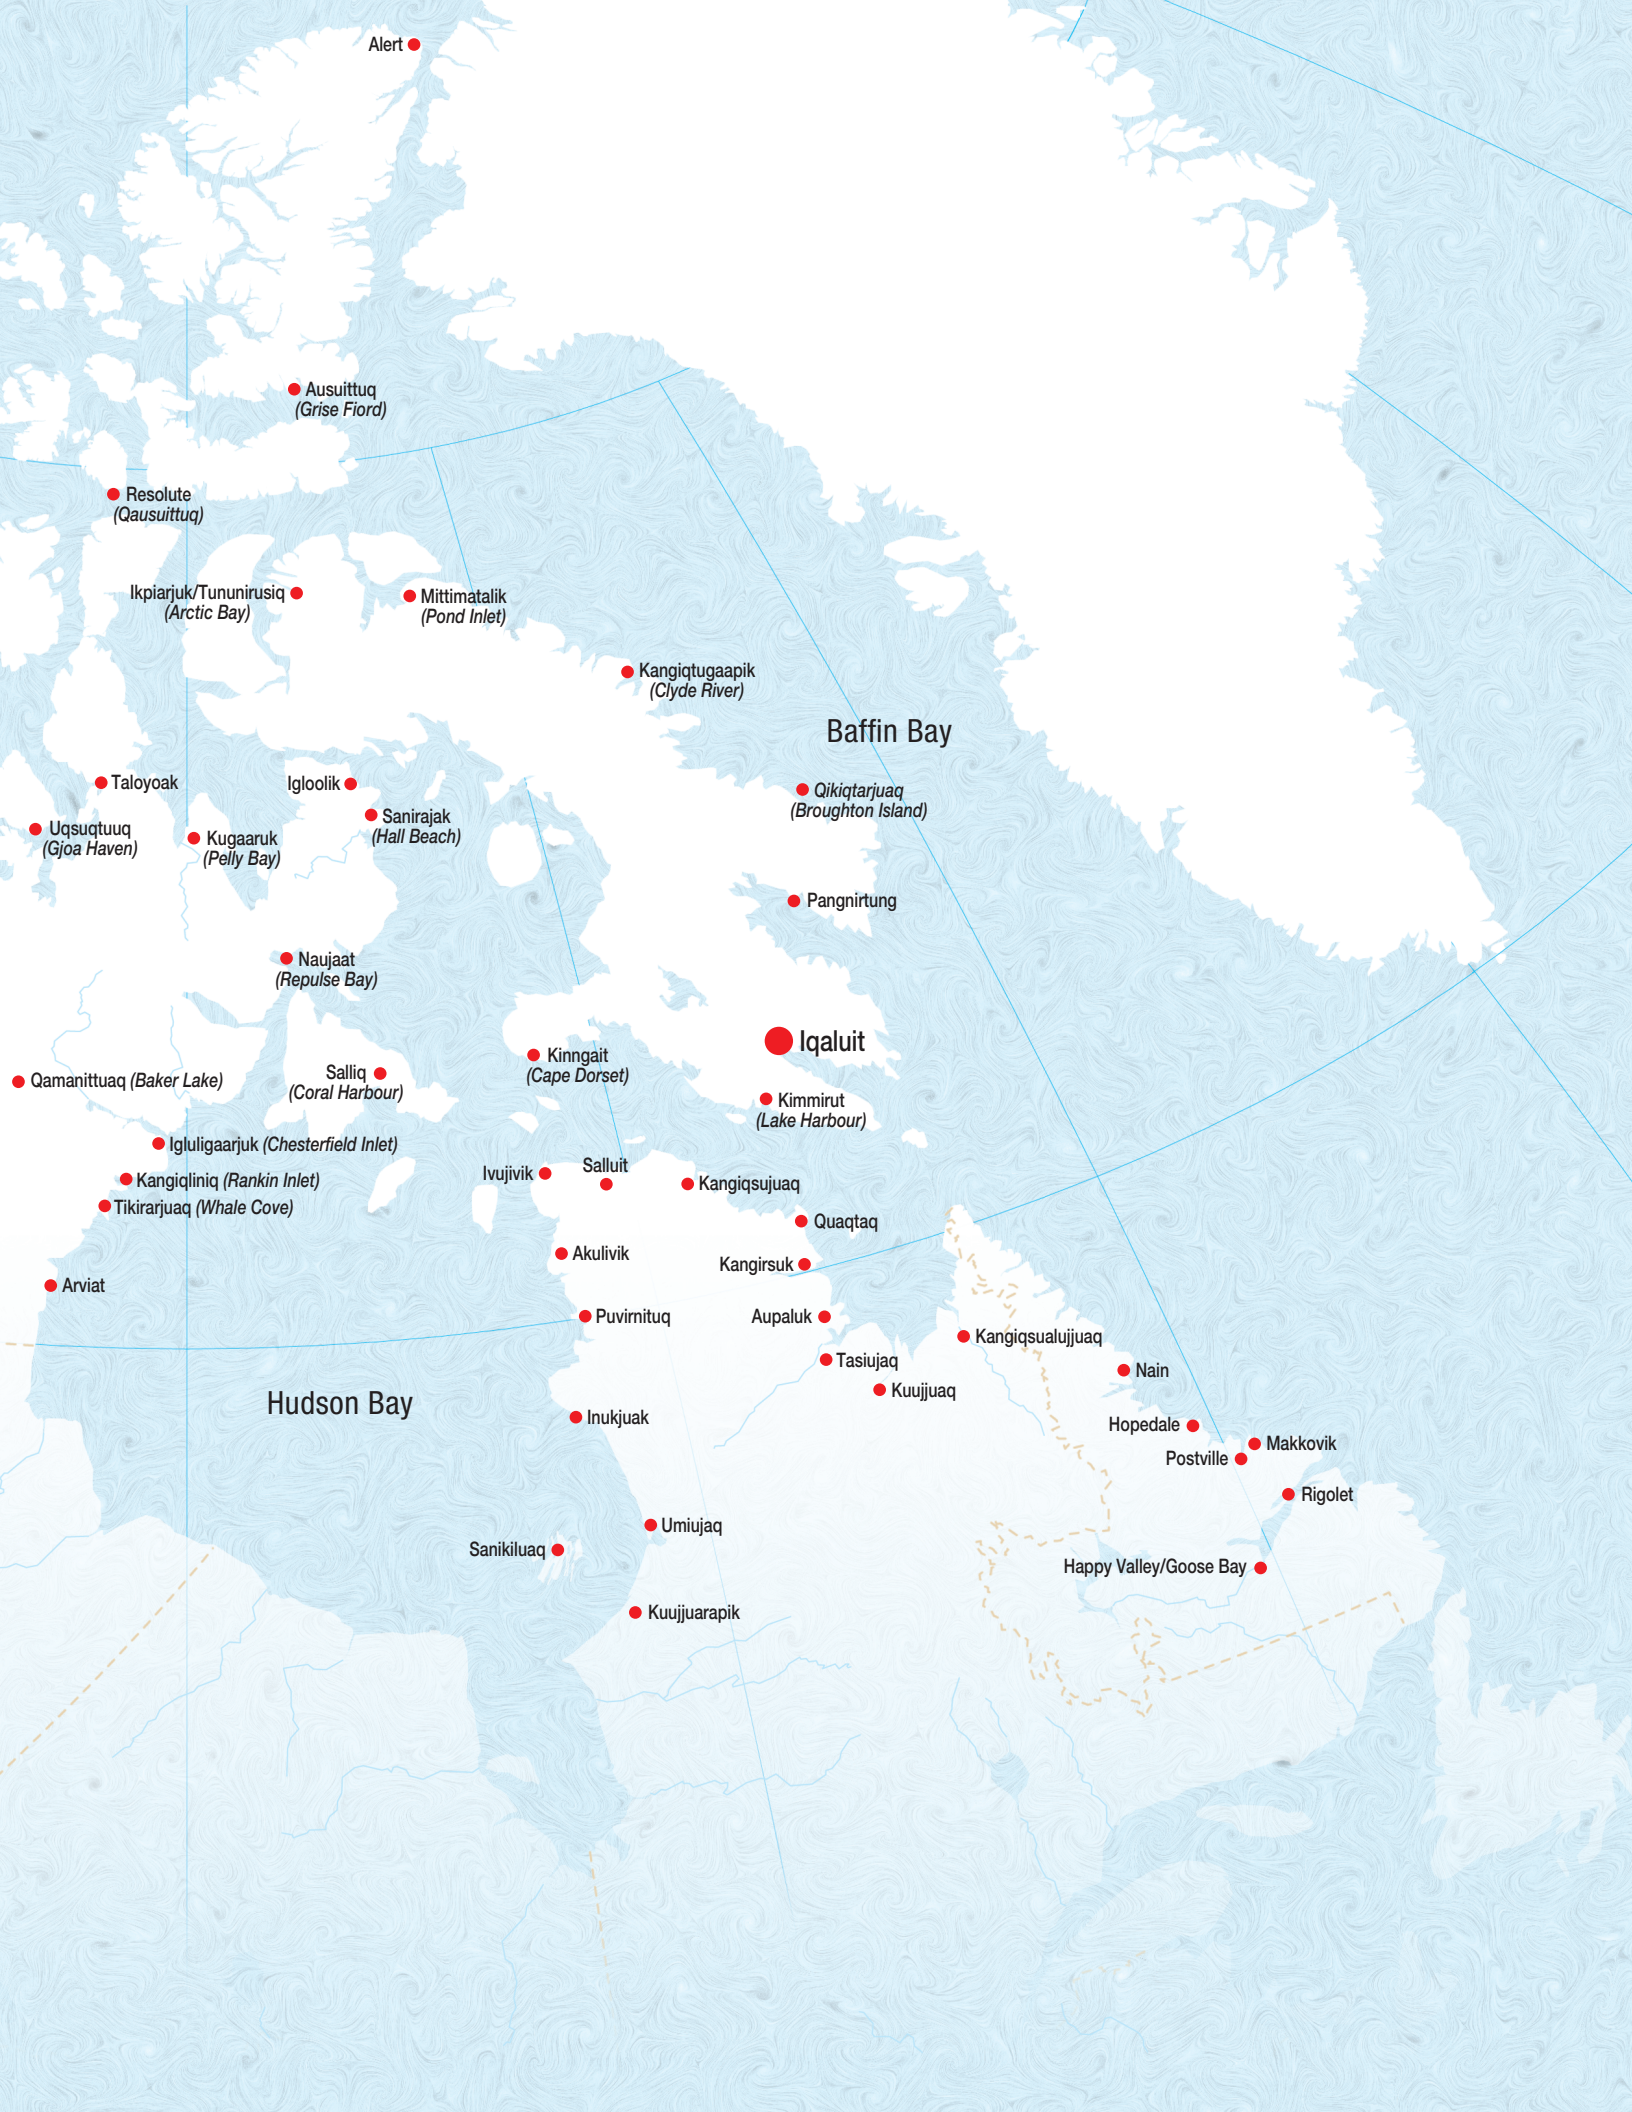 Alert
Ausuittuq
(Grise Fiord)
Resolute
(Qausuittuq)
Ikpiarjuk/Tununirusiq
(Arctic Bay)
Mittimatalik
(Pond Inlet)
Kangiqtugaapik
(Clyde River)
Baffin Bay
Taloyoak
Igloolik
Qikiqtarjuaq
(Broughton Island)
Sanirajak
(Hall Beach)
Uqsuqtuuq
(Gjoa Haven)
Kugaaruk
(Pelly Bay)
Pangnirtung
Naujaat
(Repulse Bay)
Iqaluit
Kinngait
(Cape Dorset)
Salliq
(Coral Harbour)
Qamanittuaq (Baker Lake)
Kimmirut
(Lake Harbour)
Igluligaarjuk (Chesterfield Inlet)
Ivujivik
Salluit
Kangiqsujuaq
Kangiqliniq (Rankin Inlet)
Tikirarjuaq (Whale Cove)
Quaqtaq
Akulivik
Kangirsuk
Arviat
Puvirnituq
Aupaluk
Kangiqsualujjuaq
Tasiujaq
Nain
Kuujjuaq
Hudson Bay
Inukjuak
Hopedale
Makkovik
Postville
Rigolet
Umiujaq
Sanikiluaq
Happy Valley/Goose Bay
Kuujjuarapik